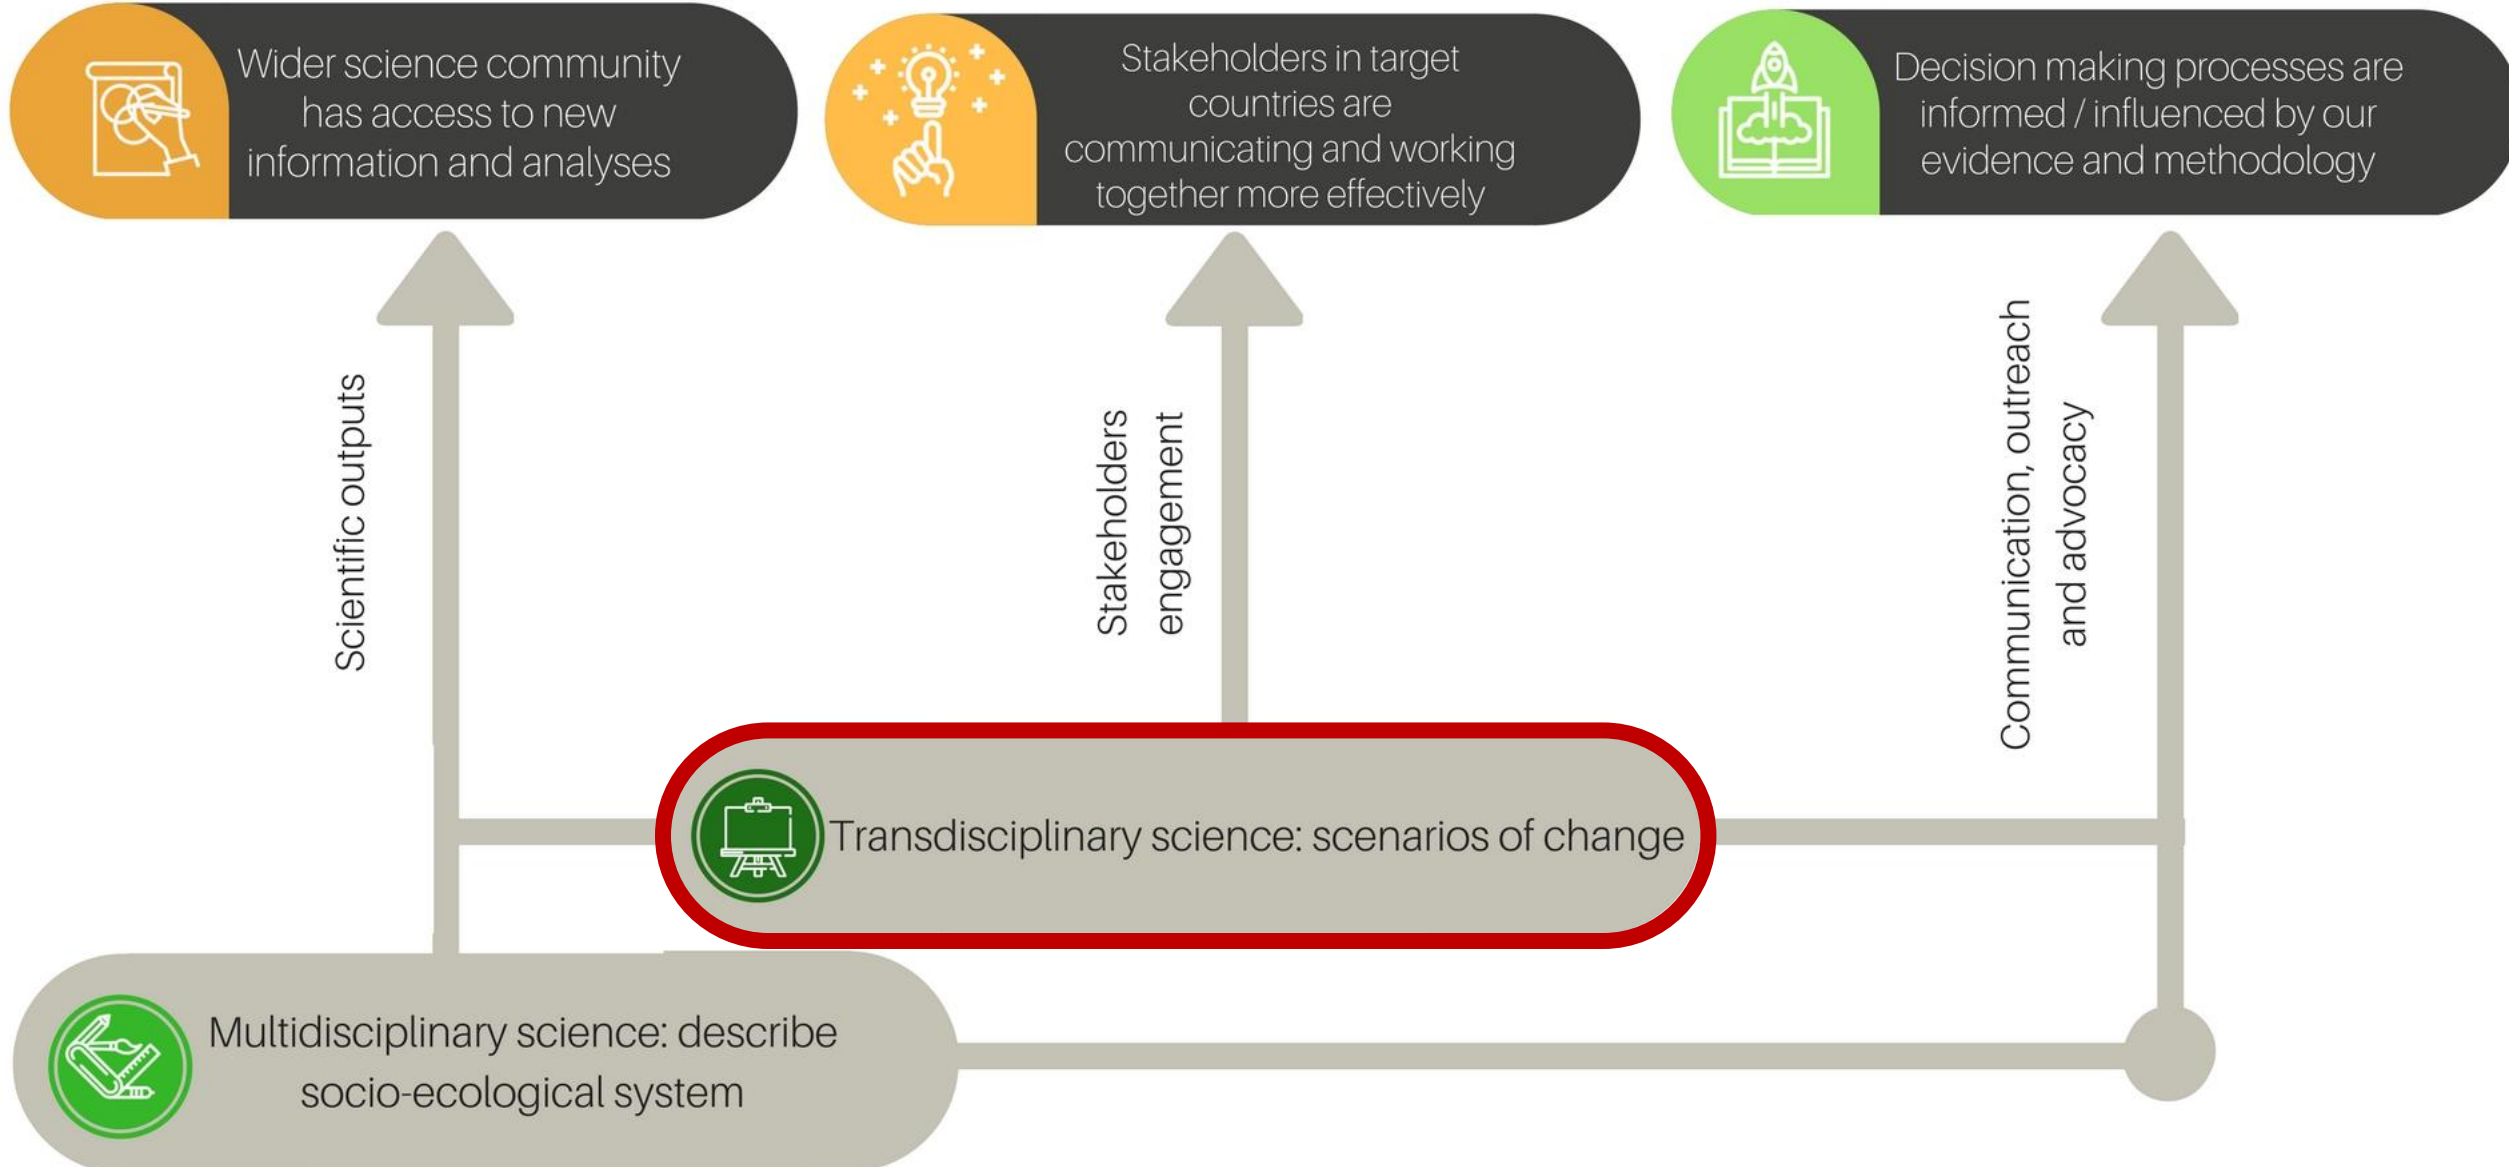 Wider science community
has access to new
information and analyses
Stakeholders in target
countries are
communicating and working
together more effectively
Decision making processes are
informed / influenced by our
evidence and methodology
Scientific outputs
Stakeholders
engagement
Communication, outreach
and advocacy
Transdisciplinary science: scenarios of change
Multidisciplinary science: describe
socio-ecological system